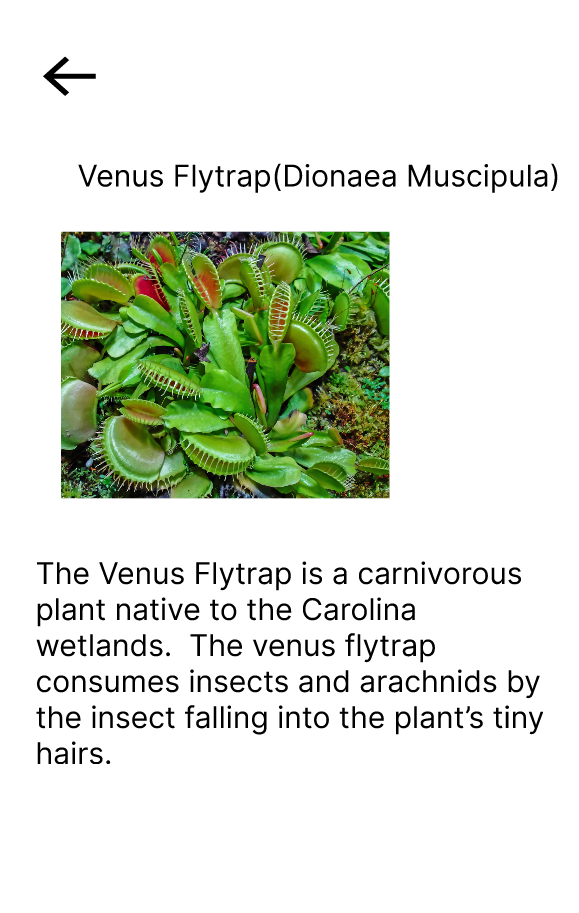 Venus Flytrap(Dionaea Muscipula)
The Venus Flytrap is a carnivorous
plant native to the Carolina
wetlands.  The venus flytrap
consumes insects and arachnids by
the insect falling into the plant’s tiny
hairs.